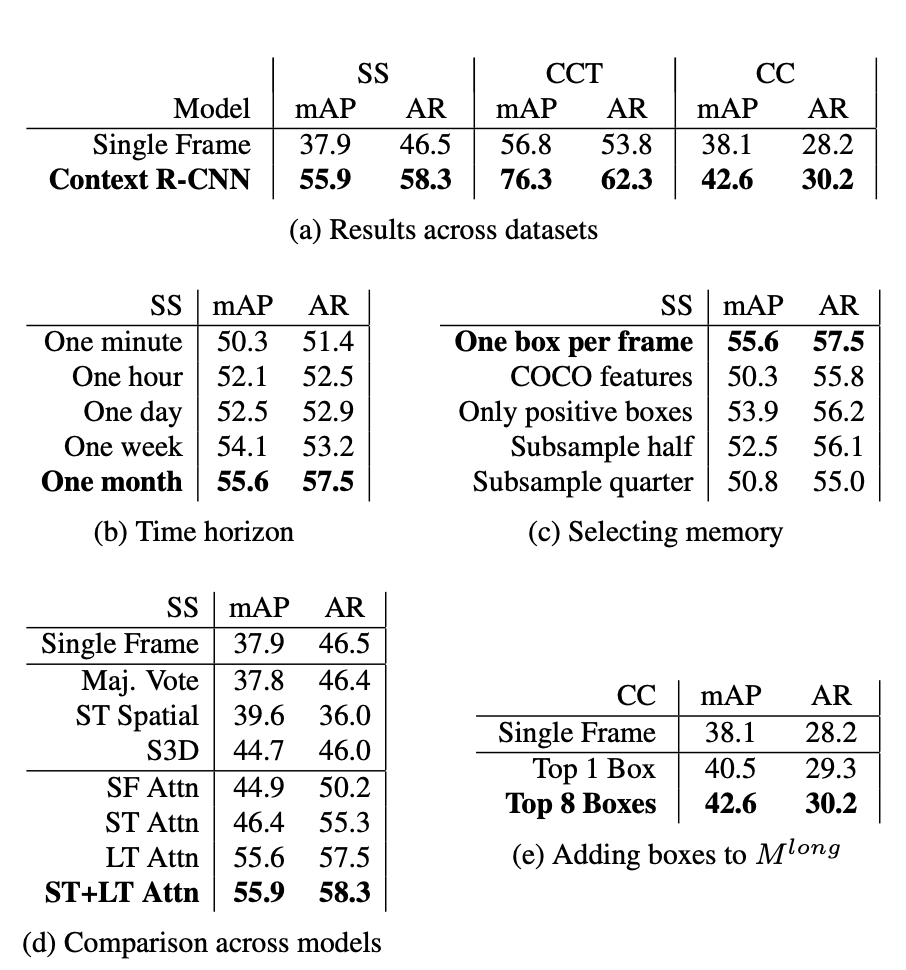 SS CCT CC
Model mAP AR mAP AR mAP AR
Single Frame 37.9 46.5 56.8 53.8 38.1 28.2
Context R-CNN 55.9 58.3 76.3 62.3 42.6 30.2
(a) Results across datasets
SS mAP AR
One minute 50.3 51.4
One hour 52.1 52.5
One day 52.5 52.9
One week 54.1 53.2
One month 55.6 57.5
(b) Time horizon
SS mAP AR
One box per frame 55.6 57.5
COCO features 50.3 55.8
Only positive boxes 53.9 56.2
Subsample half 52.5 56.1
Subsample quarter 50.8 55.0
(c) Selecting memory
SS mAP AR
Single Frame 37.9 46.5
Maj. Vote 37.8 46.4
ST Spatial 39.6 36.0
S3D 44.7 46.0
SF Attn 44.9 50.2
ST Attn 46.4 55.3
LT Attn 55.6 57.5
ST+LT Attn 55.9 58.3
(d) Comparison across models
CC mAP AR
Single Frame 38.1 28.2
Top 1 Box 40.5 29.3
Top 8 Boxes 42.6 30.2
(e) Adding boxes to M^long